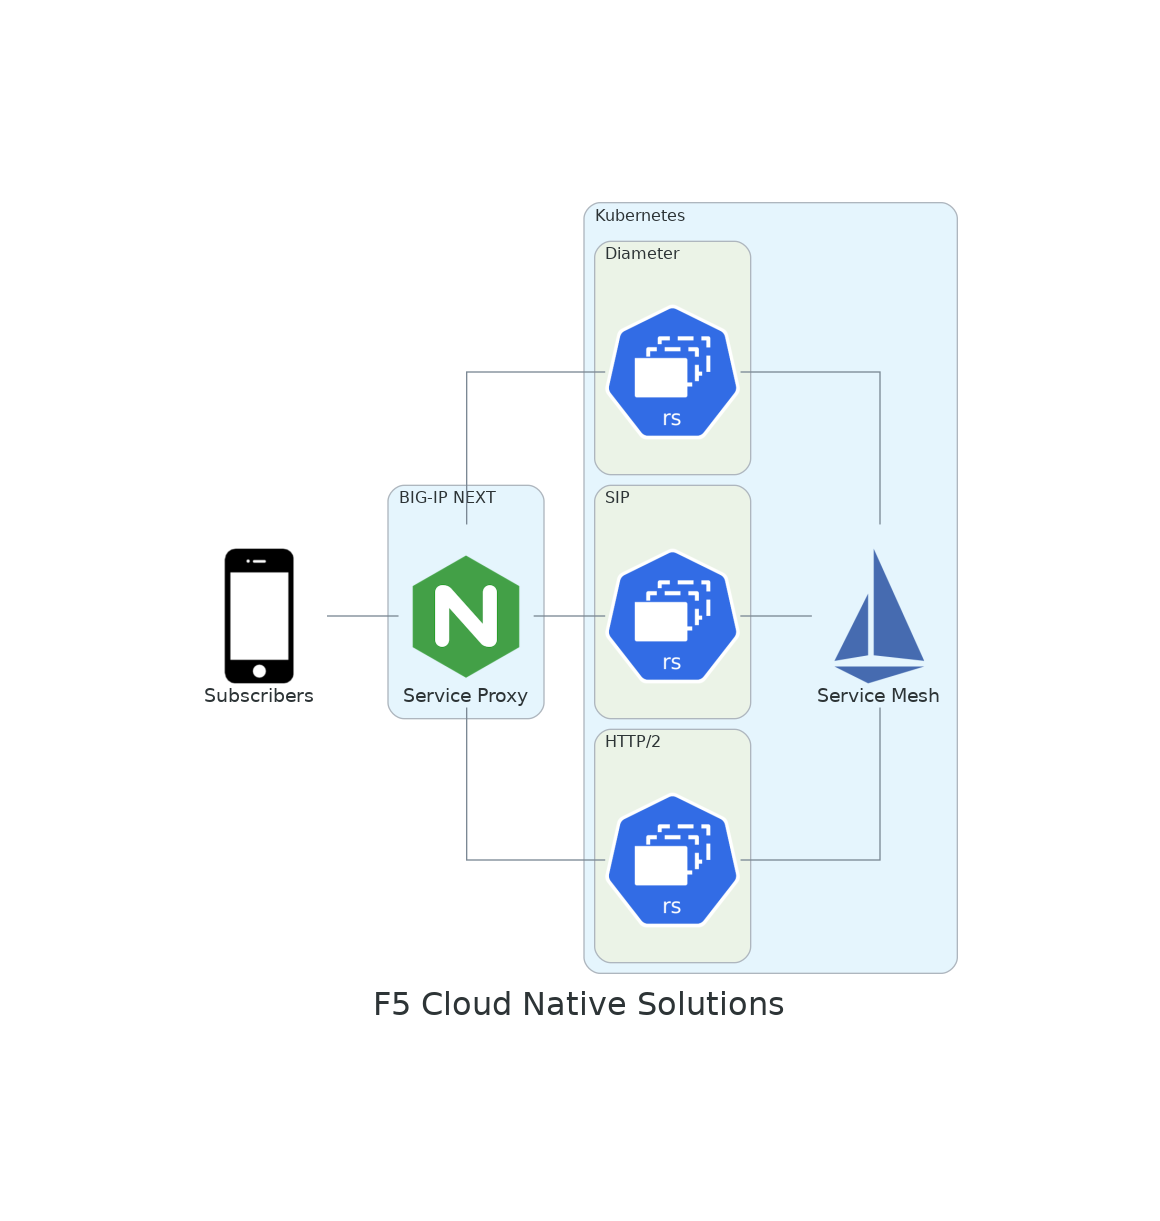 Kubernetes
Diameter
rs
BIG-IP NEXT
SIP
N
rs
Subscribers
Service Proxy
Service Mesh
HTTP/2
rs
F5 Cloud Native Solutions